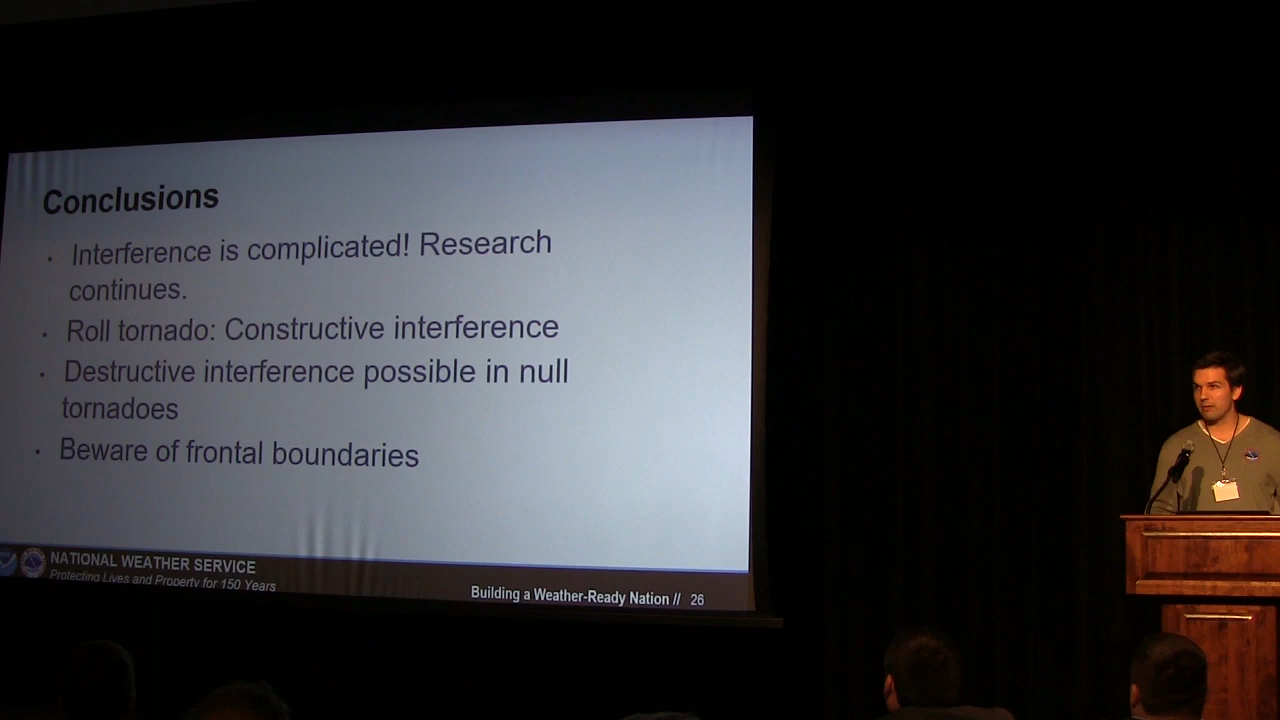 Conclusions
• Interference is complicated! Research
continues.
• Roll tornado: Constructive interference
• Destructive interference possible in null
tornadoes
• Beware of frontal boundaries
NATIONAL WEATHER SERVICE
Protecting Lives and Property for 150 Years
Building a Weather-Ready Nation // 26